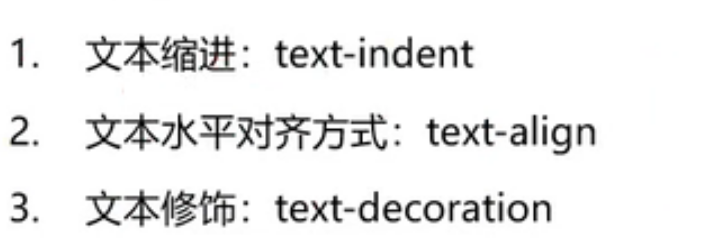 1. 文本缩进：text-indent
2. 文本水平对齐方式：text-align
3. 文本修饰：text-decoration